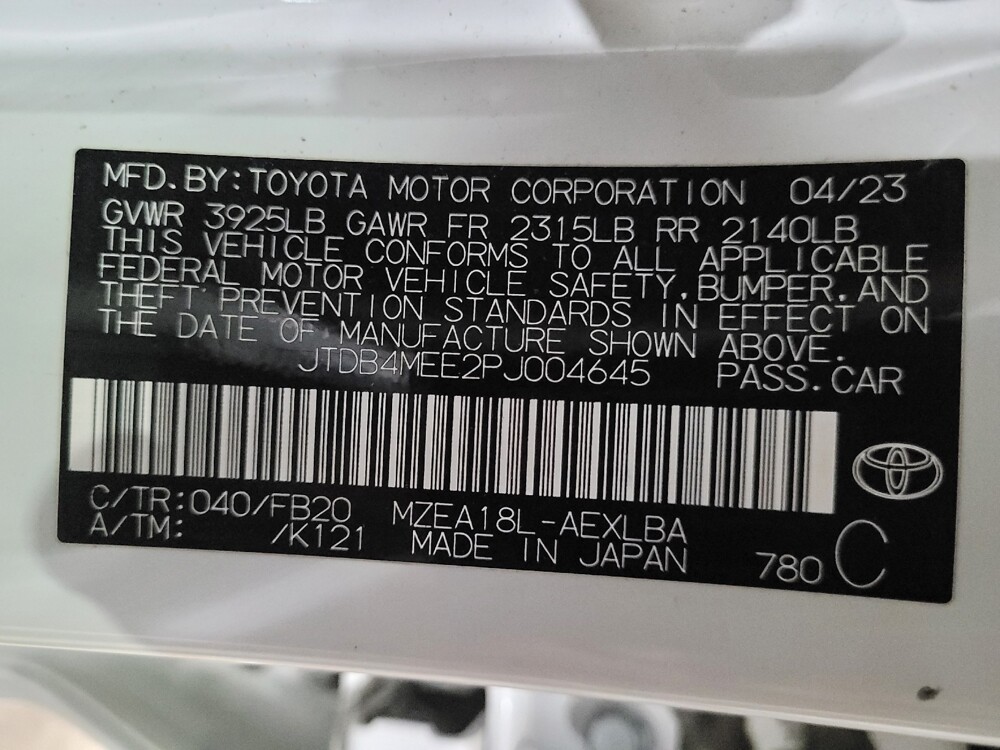 MFD.BY:TOYOTA MOTOR CORPORATION 04/23
GVWR 3925LB GAWR FR 2315LB RR 2140LB
THIS VEHICLE CONFORMS TO ALL APPLICABLE
FEDERAL MOTOR VEHICLE SAFETY,BUMPER,AND
THEFT PREVENTION STANDARDS IN EFFECT ON
THE DATE OF MANUFACTURE SHOWN ABOVE.
JTDB4MEE2PJ004645 PASS.CAR
C/TR:040/FB20 MZEA18L-AEXLBA
A/TM: /K121 MADE IN JAPAN 780 C